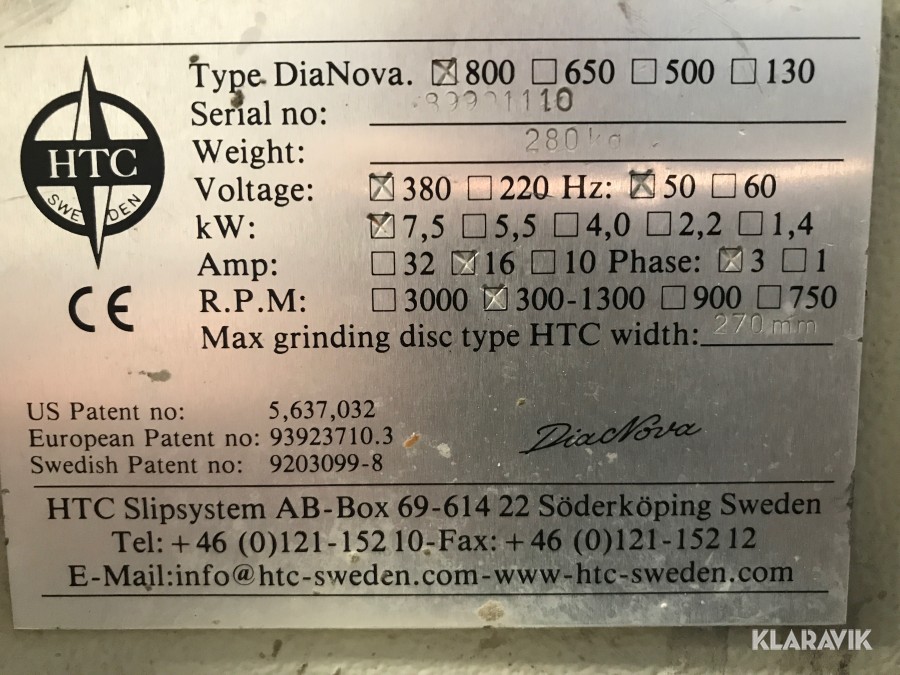 Type DiaNova. ☒800 ☐650 ☐500 ☐130
Serial no:
Weight: 280kg
HTC
SWEDEN
Voltage: ☒380 ☐220 Hz: ☒50 ☐60
kW: ☒7,5 ☐5,5 ☐4,0 ☐2,2 ☐1,4
Amp: ☐32 ☒16 ☐10 Phase: ☒3 ☐1
CE
R.P.M: ☐3000 ☒300-1300 ☐900 ☐750
Max grinding disc type HTC width: 270mm
US Patent no: 5,637,032
European Patent no: 93923710.3
Swedish Patent no: 9203099-8
DiaNova
HTC Slipsystem AB-Box 69-614 22 Söderköping Sweden
Tel: +46 (0)121-152 10-Fax: +46 (0)121-152 12
E-Mail:info@htc-sweden.com-www-htc-sweden.com
KLARAVIK